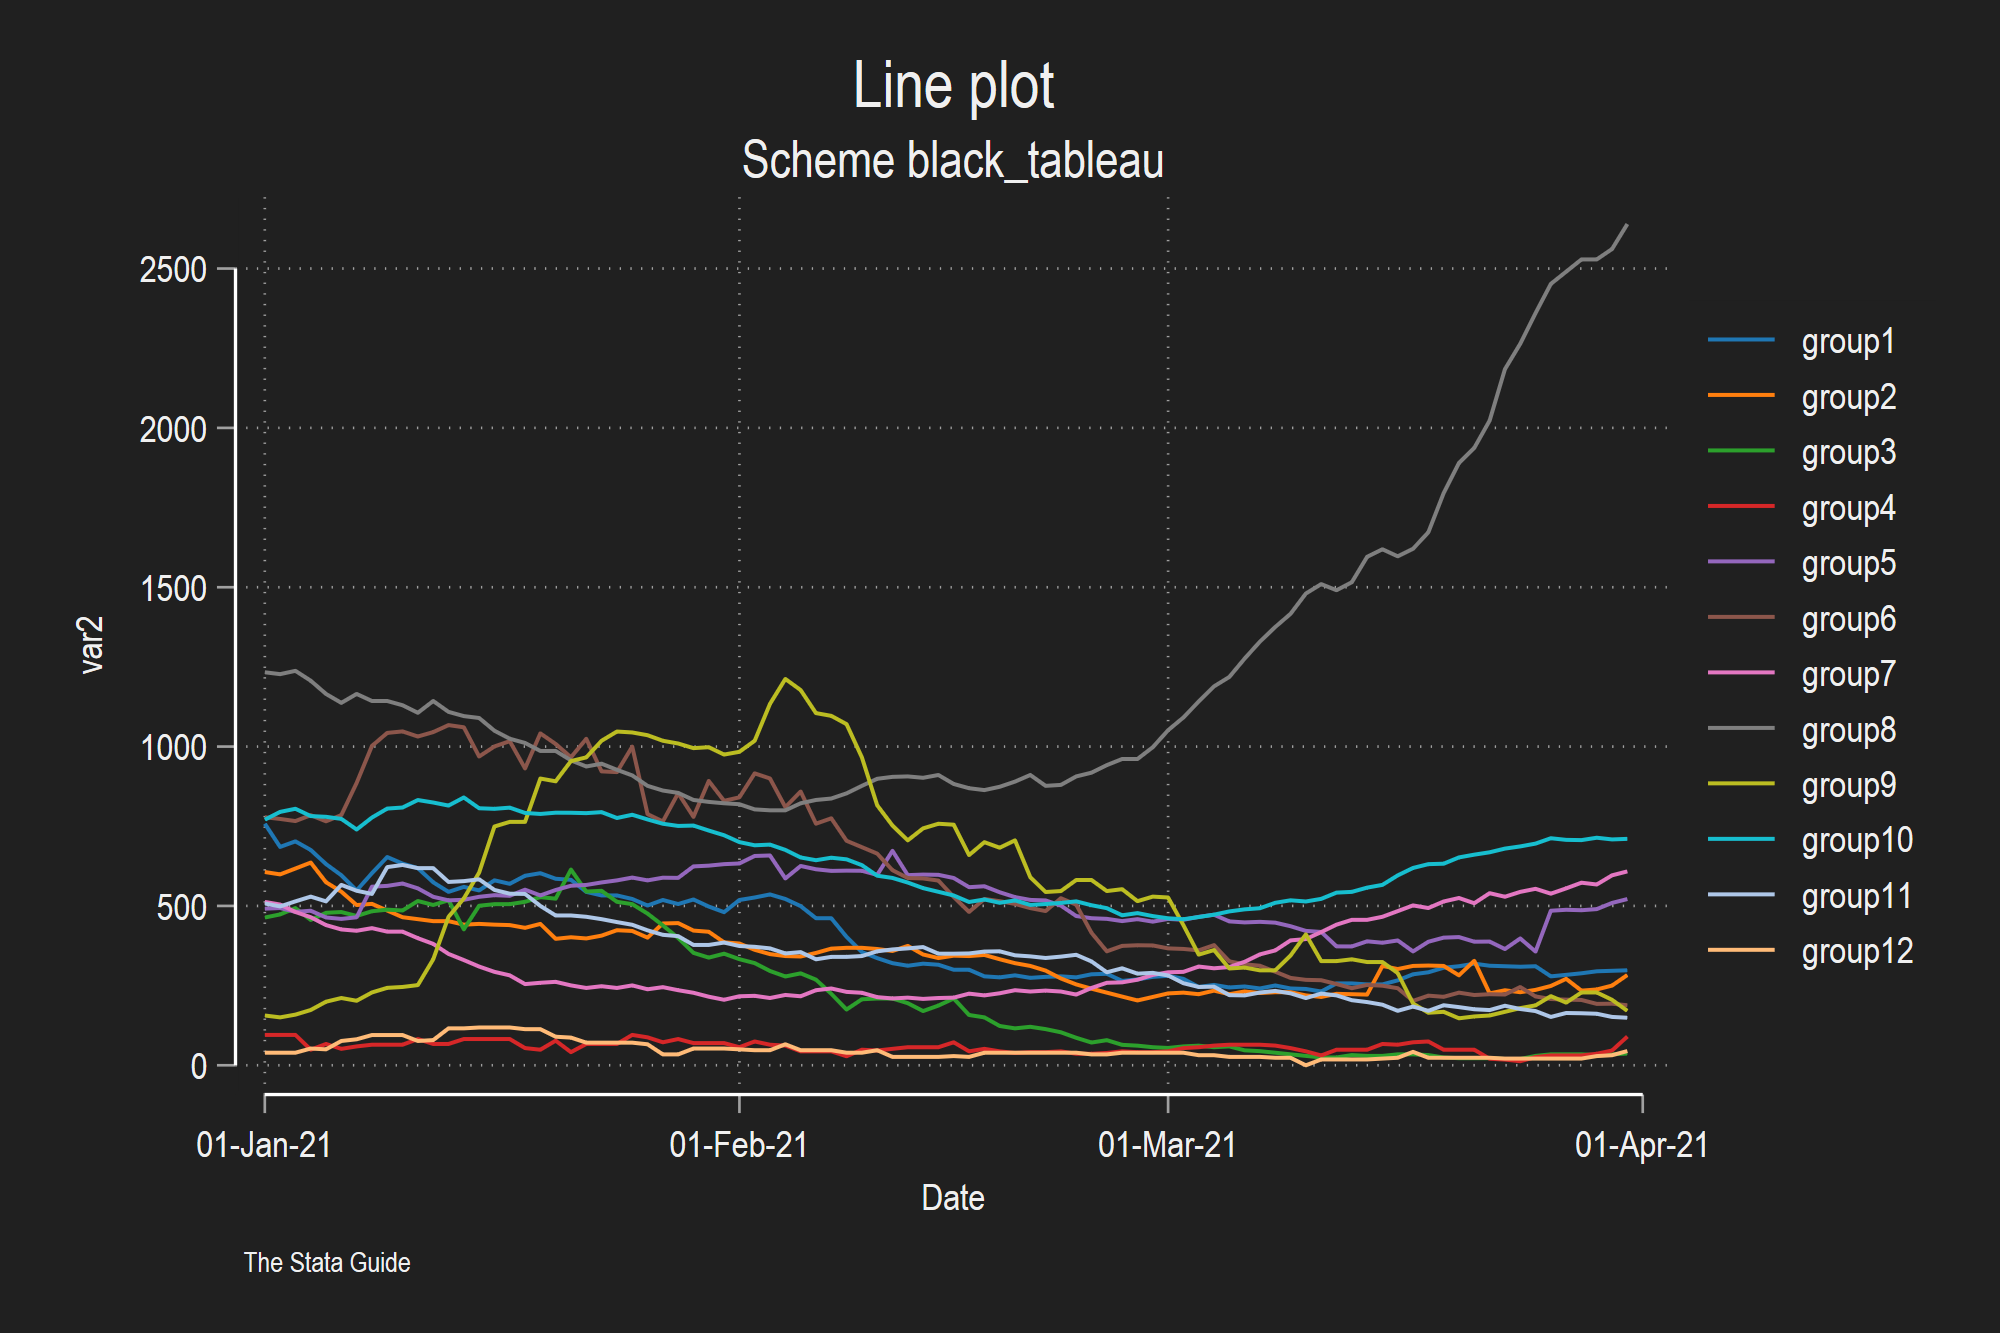 Line plot
Scheme black_tableau
2500
2000
1500
1000
500
0
var2
01-Jan-21
01-Feb-21
01-Mar-21
01-Apr-21
Date
group1
group2
group3
group4
group5
group6
group7
group8
group9
group10
group11
group12
The Stata Guide